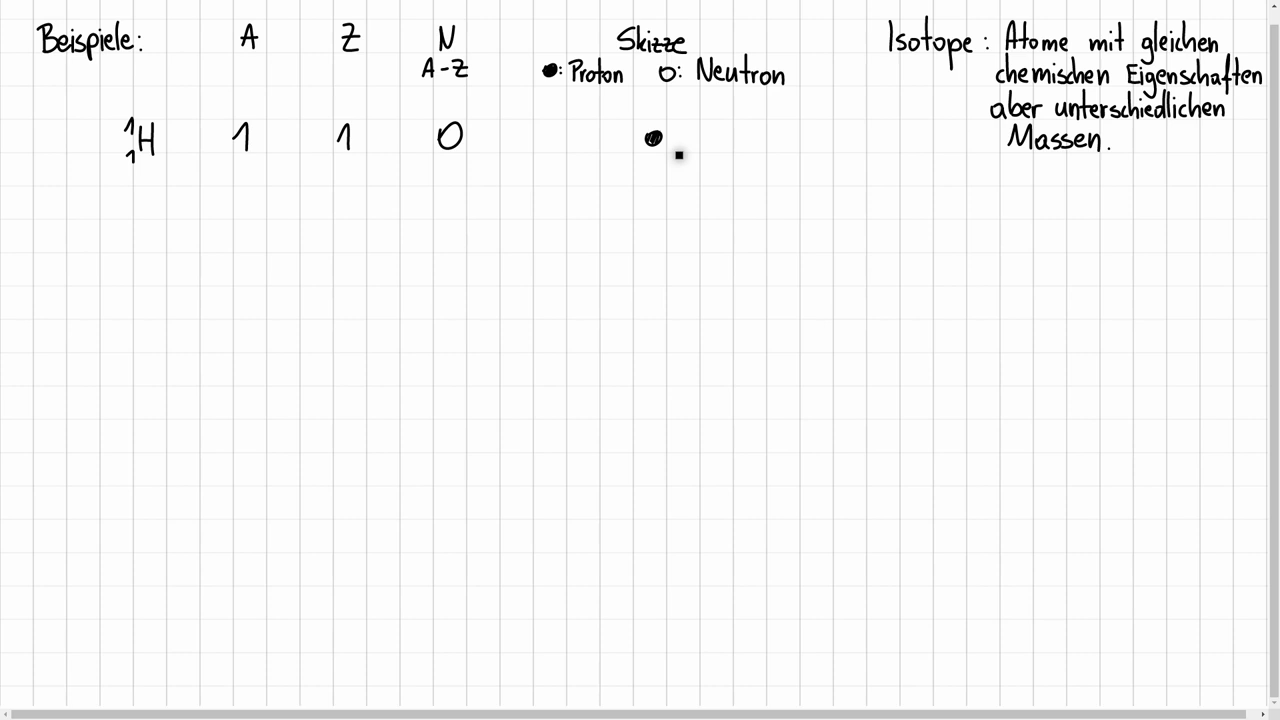 Beispiele: A Z N Skizze
A-Z ●: Proton ○: Neutron
¹₁H 1 1 0
Isotope: Atome mit gleichen
chemischen Eigenschaften
aber unterschiedlichen
Massen.